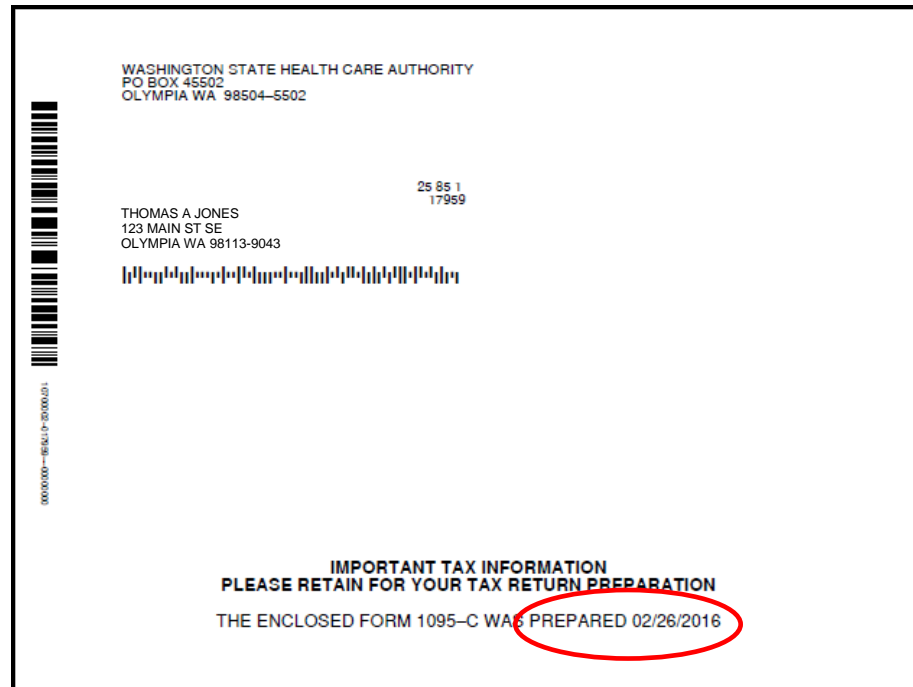 WASHINGTON STATE HEALTH CARE AUTHORITY
PO BOX 45502
OLYMPIA WA 98504–5502
25 85 1
17959
THOMAS A JONES
123 MAIN ST SE
OLYMPIA WA 98113-9043
IMPORTANT TAX INFORMATION
PLEASE RETAIN FOR YOUR TAX RETURN PREPARATION
THE ENCLOSED FORM 1095–C WAS PREPARED 02/26/2016